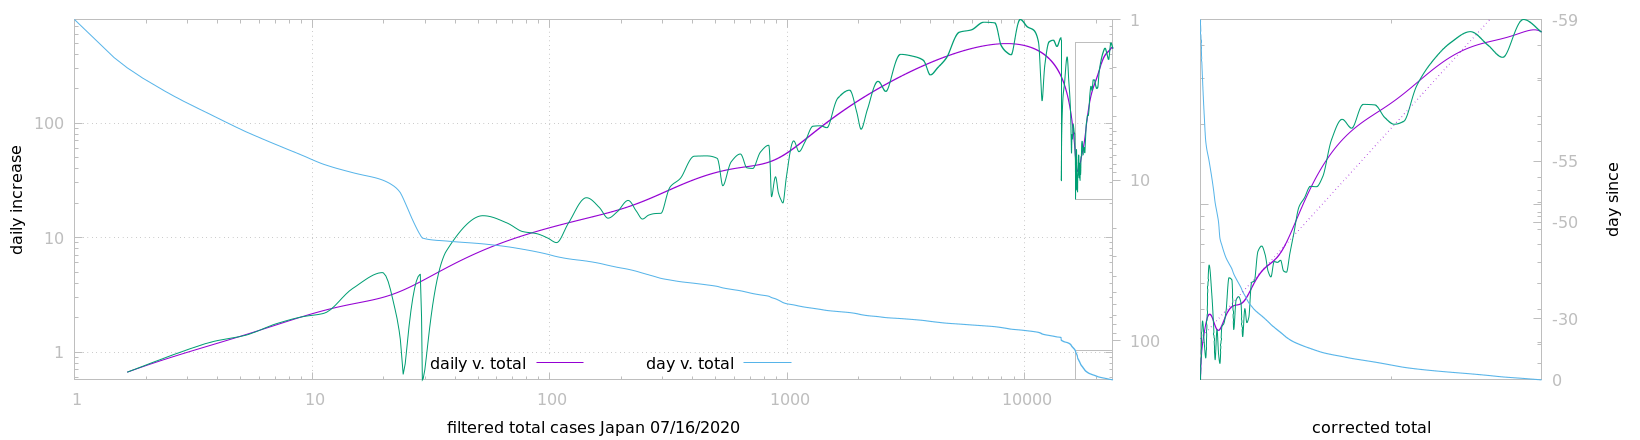 daily increase
100
10
1
1
10
100
1000
10000
1
10
100
daily v. total
day v. total
filtered total cases Japan 07/16/2020
-59
-55
-50
-30
0
day since
corrected total